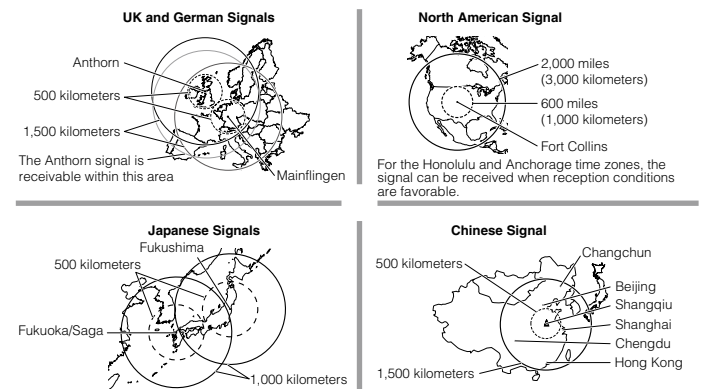 UK and German Signals
Anthorn
500 kilometers
1,500 kilometers
The Anthorn signal is
receivable within this area
Mainflingen
North American Signal
2,000 miles
(3,000 kilometers)
600 miles
(1,000 kilometers)
Fort Collins
For the Honolulu and Anchorage time zones, the
signal can be received when reception conditions
are favorable.
Japanese Signals
Fukushima
500 kilometers
Fukuoka/Saga
1,000 kilometers
Chinese Signal
Changchun
500 kilometers
Beijing
Shangqiu
Shanghai
Chengdu
Hong Kong
1,500 kilometers